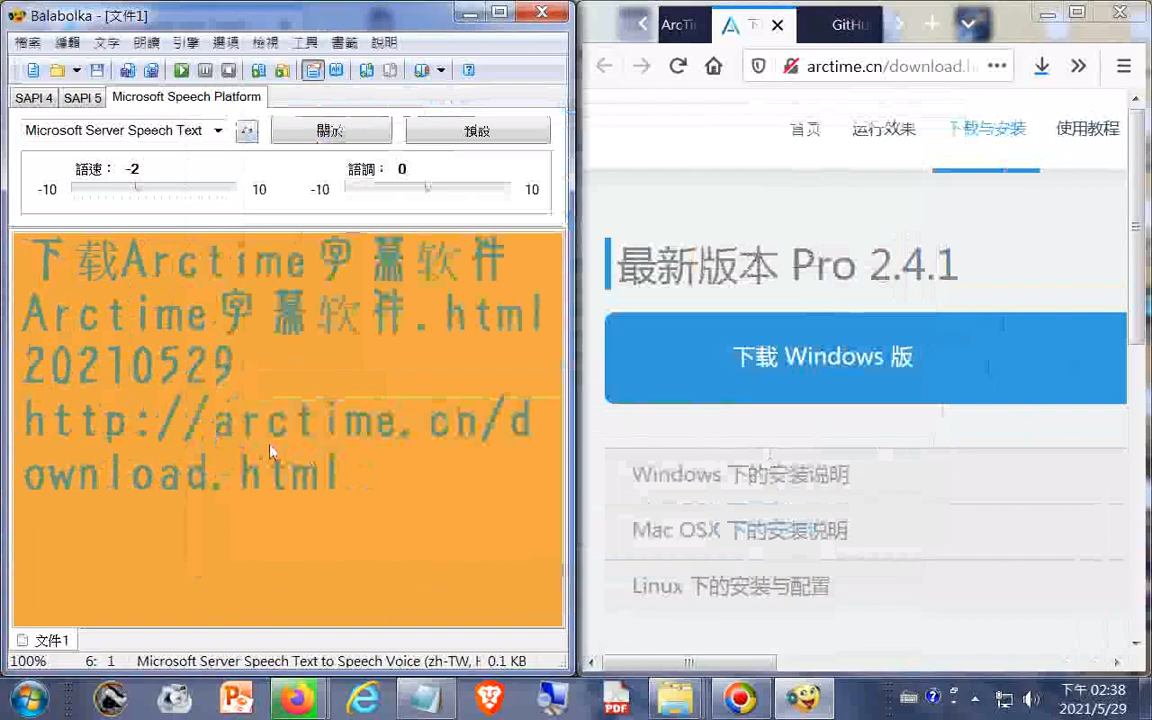 Balabolka - [文件1]
檔案 編輯 文字 朗讀 引擎 選項 檢視 工具 書籤 說明
SAPI 4 SAPI 5 Microsoft Speech Platform
Microsoft Server Speech Text
關於
預設
語速： -2
語調： 0
-10 10 -10 10
下载Arctime字幕软件
Arctime字幕软件.html
20210529
http://arctime.cn/d
ownload.html
文件1
100% 6: 1 Microsoft Server Speech Text to Speech Voice (zh-TW, H 0.1 KB
ArcTi
下
GitHu
arctime.cn/download.
首页 运行效果 下载与安装 使用教程
最新版本 Pro 2.4.1
下载 Windows 版
Windows 下的安装说明
Mac OSX 下的安装说明
Linux 下的安装与配置
PDF
下午 02:38
2021/5/29